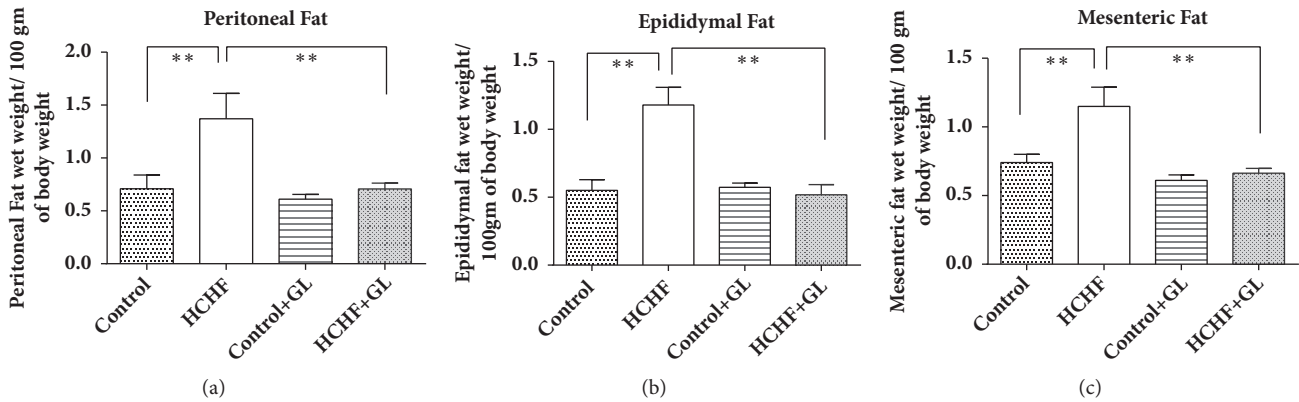 Peritoneal Fat
Peritoneal Fat wet weight/ 100 gm
of body weight
2.0
1.5
1.0
0.5
0.0
**
**
Control
HCHF
Control+GL
HCHF+GL
(a)
Epididymal Fat
Epididymal fat wet weight/
100gm of body weight
1.5
1.0
0.5
0.0
**
**
Control
HCHF
Control+GL
HCHF+GL
(b)
Mesenteric Fat
Mesenteric fat wet weight/ 100 gm
of body weight
1.5
1.0
0.5
0.0
**
**
Control
HCHF
Control+GL
HCHF+GL
(c)